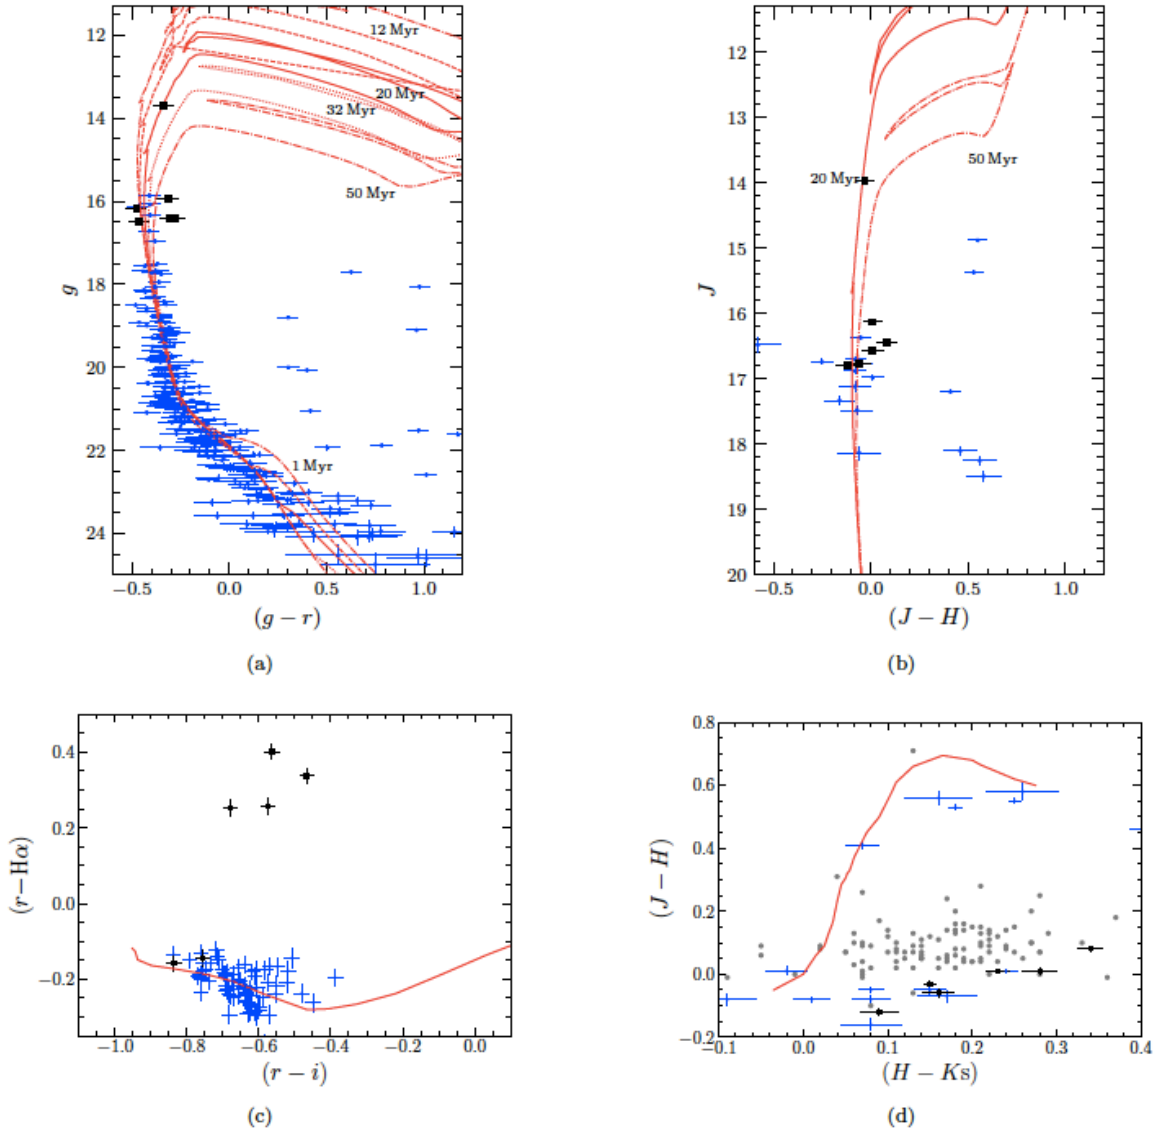 12
14
16
18
20
22
24
g
12 Myr
20 Myr
32 Myr
50 Myr
1 Myr
−0.5
0.0
0.5
1.0
(g − r)
(a)
12
13
14
15
16
17
18
19
20
J
20 Myr
50 Myr
−0.5
0.0
0.5
1.0
(J − H)
(b)
0.4
0.2
0.0
−0.2
(r−Hα)
−1.0
−0.8
−0.6
−0.4
−0.2
0.0
(r − i)
(c)
0.8
0.6
0.4
0.2
0.0
−0.2
(J − H)
−0.1
0.0
0.1
0.2
0.3
0.4
(H − Ks)
(d)